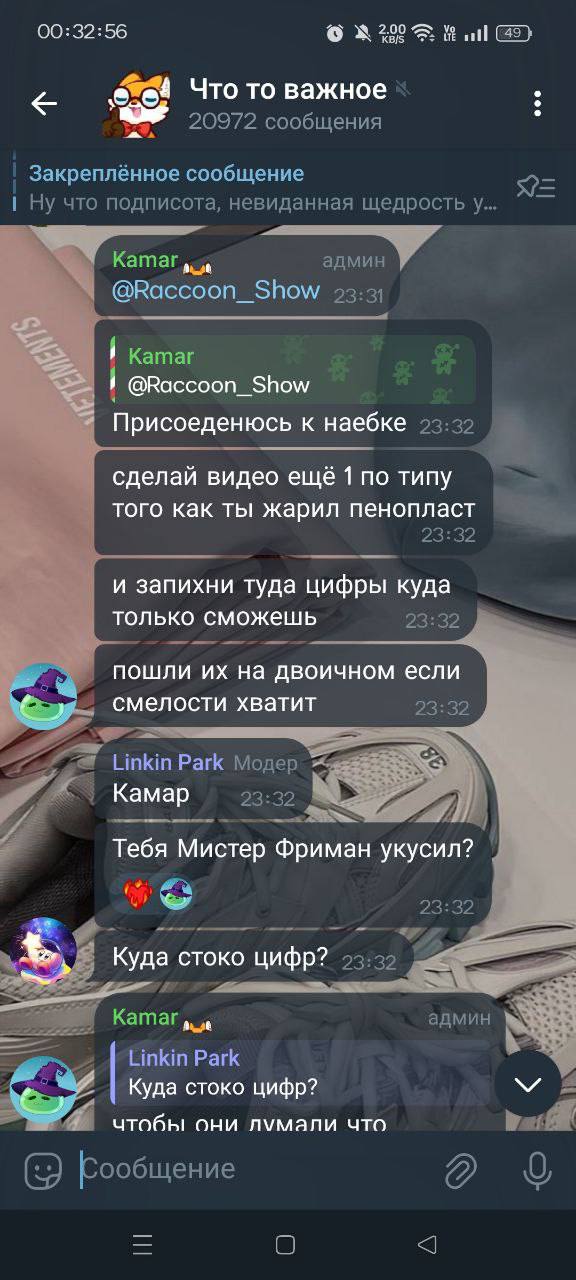 00:32:56
2.00
KB/S
Vo
LTE
49
Что то важное
20972 сообщения
Закреплённое сообщение
Ну что подписота, невиданная щедрость у...
VETEMENTS
Kamar админ
@Raccoon_Show 23:31
Kamar
@Raccoon_Show
Присоеденюсь к наебке 23:32
сделай видео ещё 1 по типу
того как ты жарил пенопласт
23:32
и запихни туда цифры куда
только сможешь 23:32
пошли их на двоичном если
смелости хватит 23:32
Linkin Park Модер
Камар 23:32
Тебя Мистер Фриман укусил?
23:32
Куда стоко цифр? 23:32
Kamar админ
Linkin Park
Куда стоко цифр?
чтобы они думали что
Сообщение